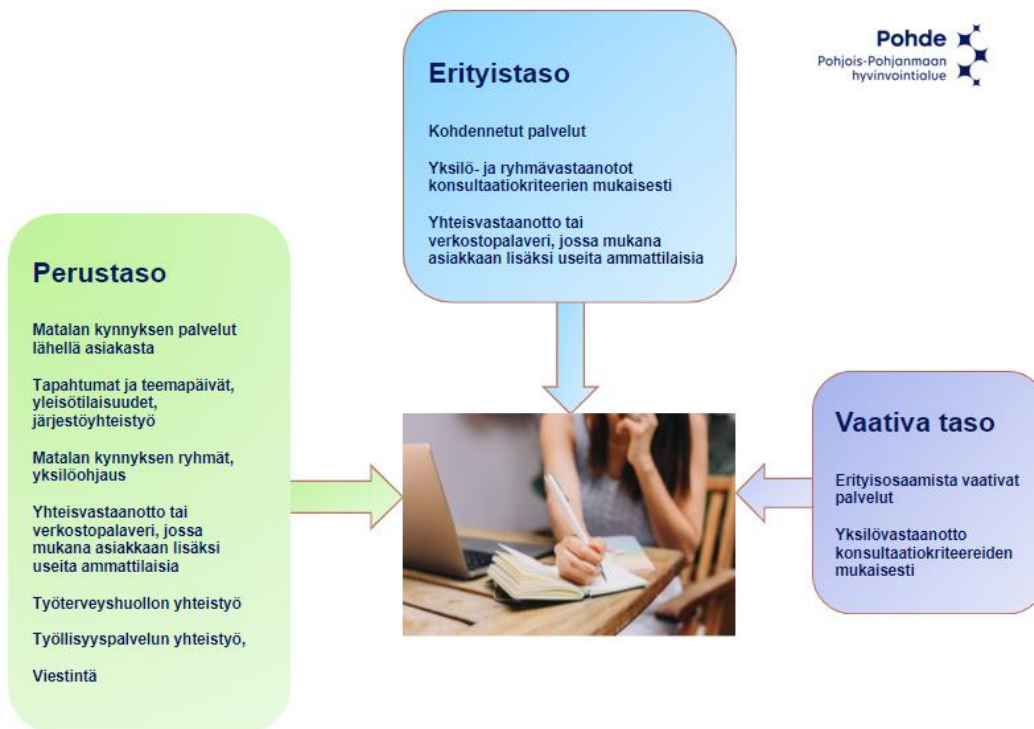 Pohde
Pohjois-Pohjanmaan
hyvinvointialue
Erityistaso
Kohdennetut palvelut
Yksilö- ja ryhmävastaanotot
konsultaatiokriteerien mukaisesti
Yhteisvastaanotto tai
verkostopalaveri, jossa mukana
asiakkaan lisäksi useita ammattilaisia
Perustaso
Matalan kynnyksen palvelut
lähellä asiakasta
Tapahtumat ja teemapäivät,
yleisötilaisuudet,
järjestöyhteistyö
Matalan kynnyksen ryhmät,
yksilöohjaus
Yhteisvastaanotto tai
verkostopalaveri, jossa
mukana asiakkaan lisäksi
useita ammattilaisia
Työterveyshuollon yhteistyö
Työllisyyspalvelun yhteistyö,
Viestintä
Vaativa taso
Erityisosaamista vaativat
palvelut
Yksilövastaanotto
konsultaatiokriteereiden
mukaisesti